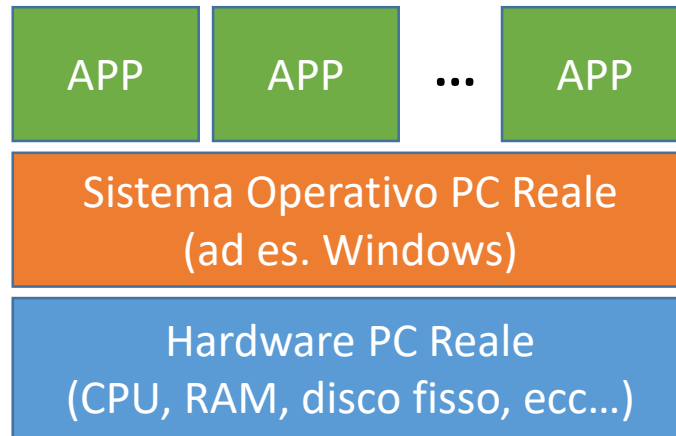 APP APP ... APP
Sistema Operativo PC Reale
(ad es. Windows)
Hardware PC Reale
(CPU, RAM, disco fisso, ecc...)